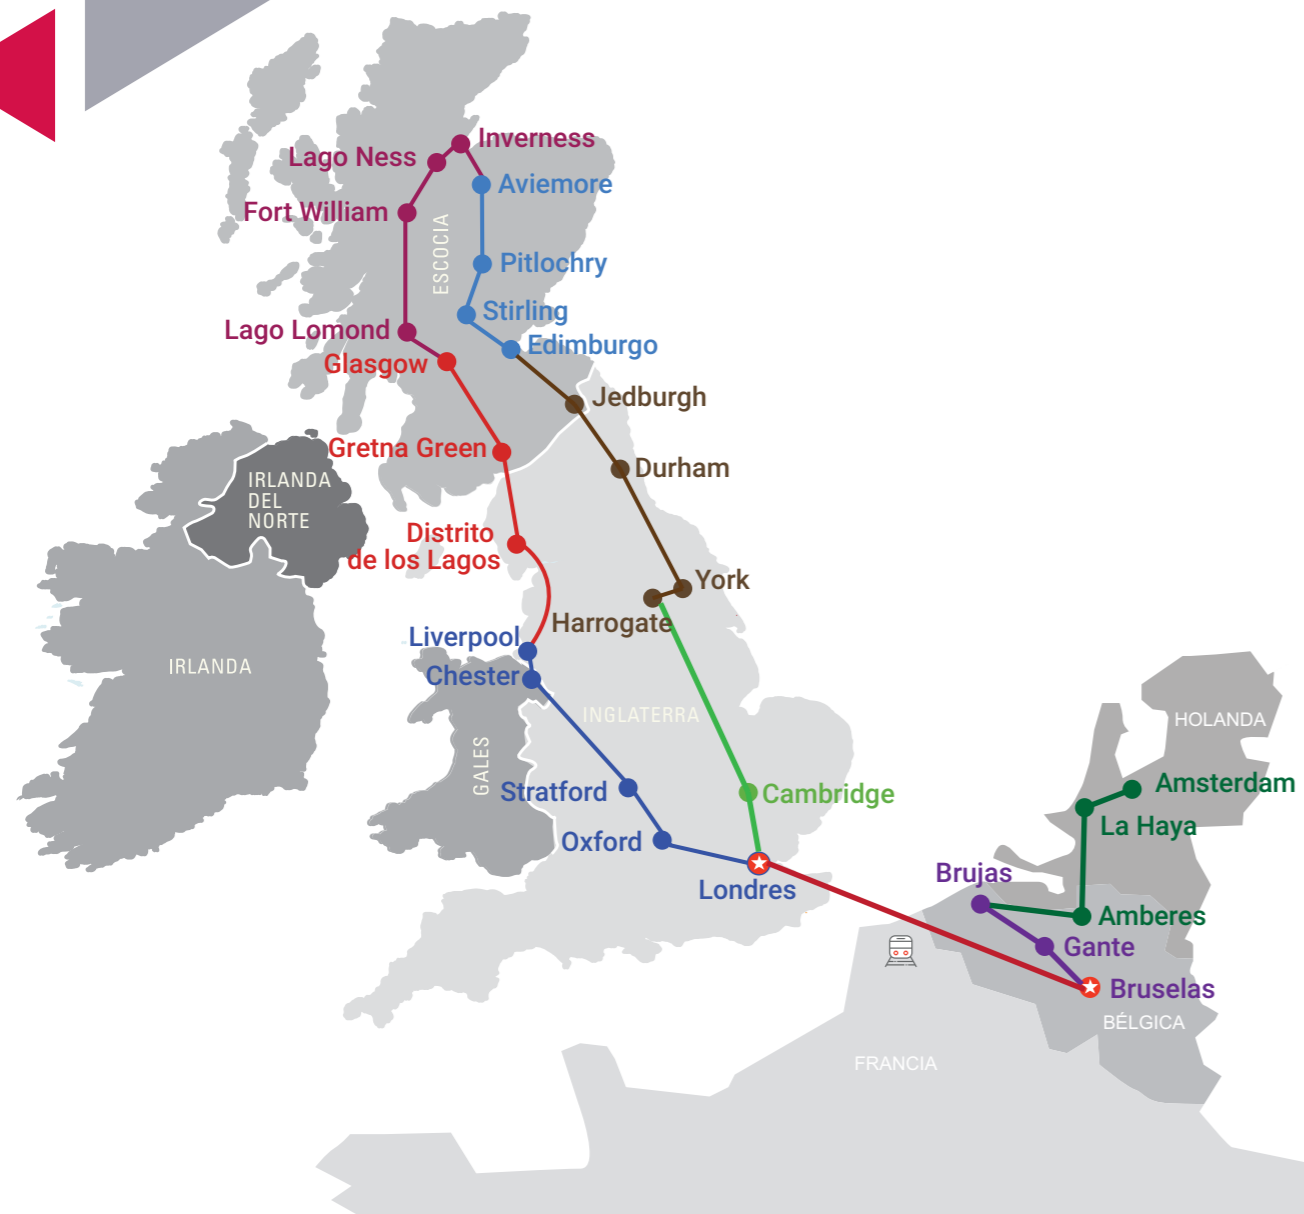 Inverness
Lago Ness
Aviemore
Fort William
ESCOCIA
Pitlochry
Stirling
Lago Lomond
Edimburgo
Glasgow
Jedburgh
Gretna Green
Durham
IRLANDA
DEL
NORTE
Distrito
de los Lagos
York
Harrogate
Liverpool
IRLANDA
Chester
INGLATERRA
HOLANDA
GALES
Stratford
Cambridge
Amsterdam
La Haya
Oxford
Londres
Brujas
Amberes
Gante
Bruselas
BÉLGICA
FRANCIA